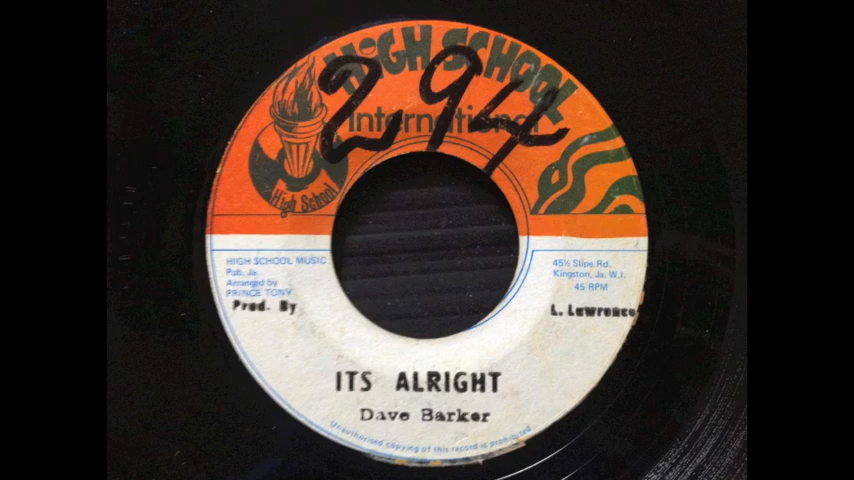 HIGH SCHOOL
294
International
High School
HIGH SCHOOL MUSIC
Pub. Ja.
Arranged by
PRINCE TONY
Prod. By
45½ Slipe Rd.
Kingston, Ja. W.I.
45 RPM
L. Lawrence
ITS ALRIGHT
Dave Barker
Unauthorised copying of this record is prohibited